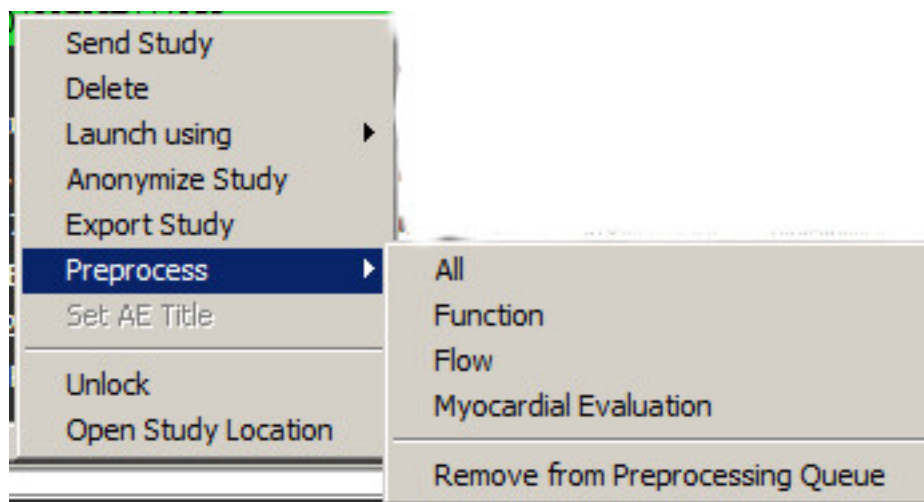 Send Study
Delete
Launch using
Anonymize Study
Export Study
Preprocess
Set AE Title
Unlock
Open Study Location
All
Function
Flow
Myocardial Evaluation
Remove from Preprocessing Queue